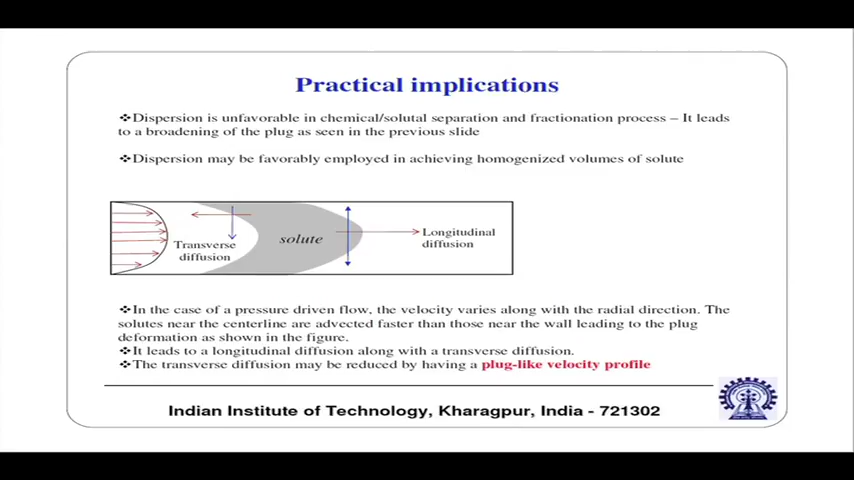 Practical implications
❖Dispersion is unfavorable in chemical/solutal separation and fractionation process – It leads
to a broadening of the plug as seen in the previous slide
❖Dispersion may be favorably employed in achieving homogenized volumes of solute
Transverse
diffusion
solute
Longitudinal
diffusion
❖In the case of a pressure driven flow, the velocity varies along with the radial direction. The
solutes near the centerline are advected faster than those near the wall leading to the plug
deformation as shown in the figure.
❖It leads to a longitudinal diffusion along with a transverse diffusion.
❖The transverse diffusion may be reduced by having a plug-like velocity profile
Indian Institute of Technology, Kharagpur, India - 721302